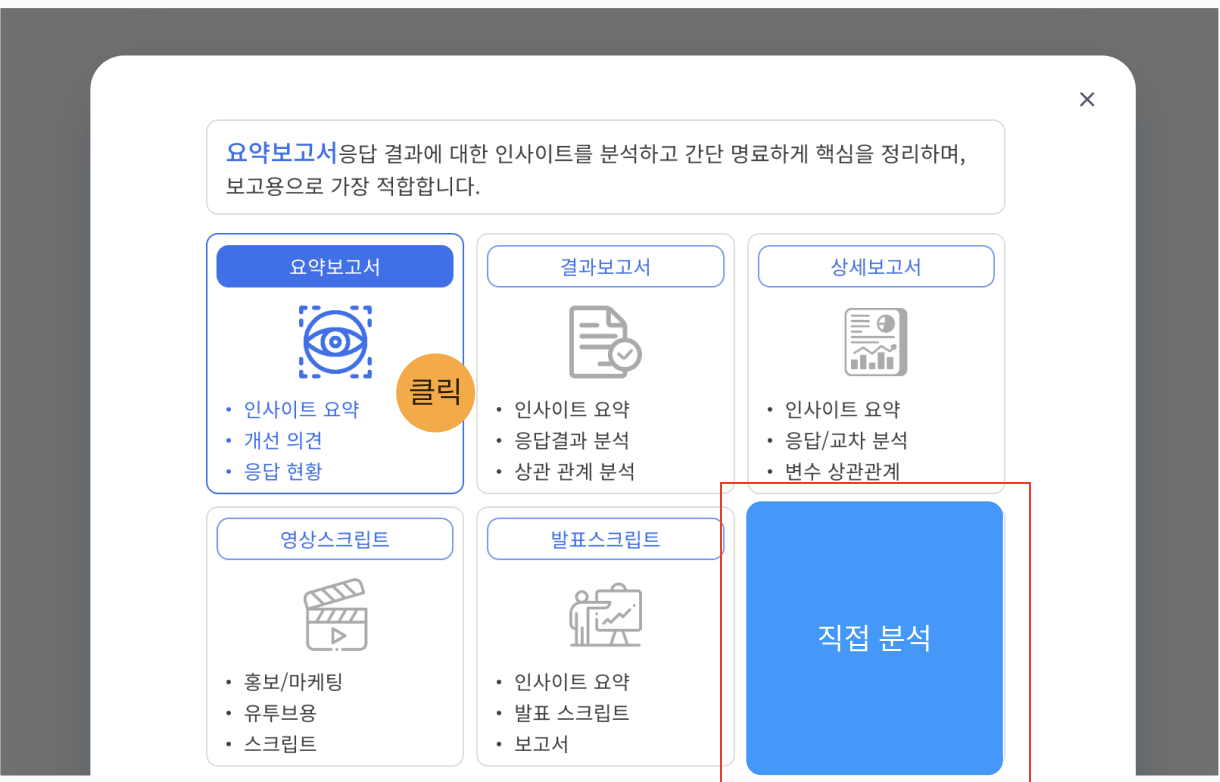 요약보고서응답 결과에 대한 인사이트를 분석하고 간단 명료하게 핵심을 정리하며,
보고용으로 가장 적합합니다.
요약보고서
• 인사이트 요약
• 개선 의견
• 응답 현황
클릭
결과보고서
• 인사이트 요약
• 응답결과 분석
• 상관 관계 분석
상세보고서
• 인사이트 요약
• 응답/교차 분석
• 변수 상관관계
영상스크립트
• 홍보/마케팅
• 유투브용
• 스크립트
발표스크립트
• 인사이트 요약
• 발표 스크립트
• 보고서
직접 분석